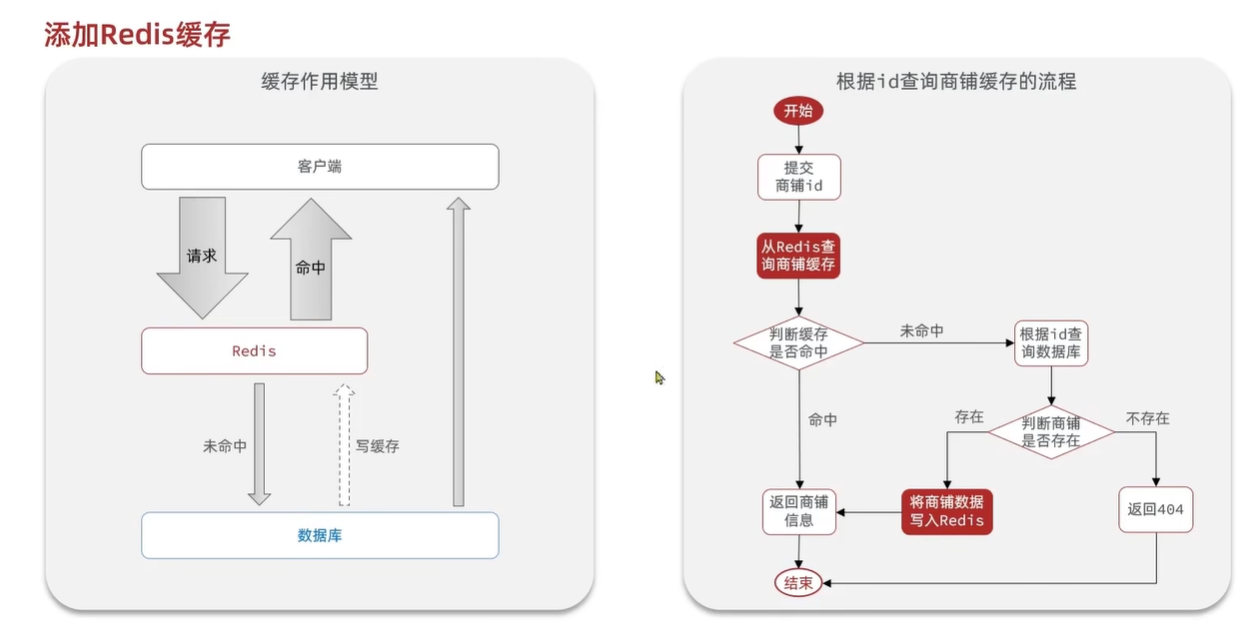 添加Redis缓存
缓存作用模型
客户端
请求
命中
Redis
未命中
写缓存
数据库
根据id查询商铺缓存的流程
开始
提交
商铺id
从Redis查
询商铺缓存
判断缓存
是否命中
未命中
根据id查
询数据库
命中
存在
判断商铺
是否存在
不存在
返回商铺
信息
将商铺数据
写入Redis
返回404
结束